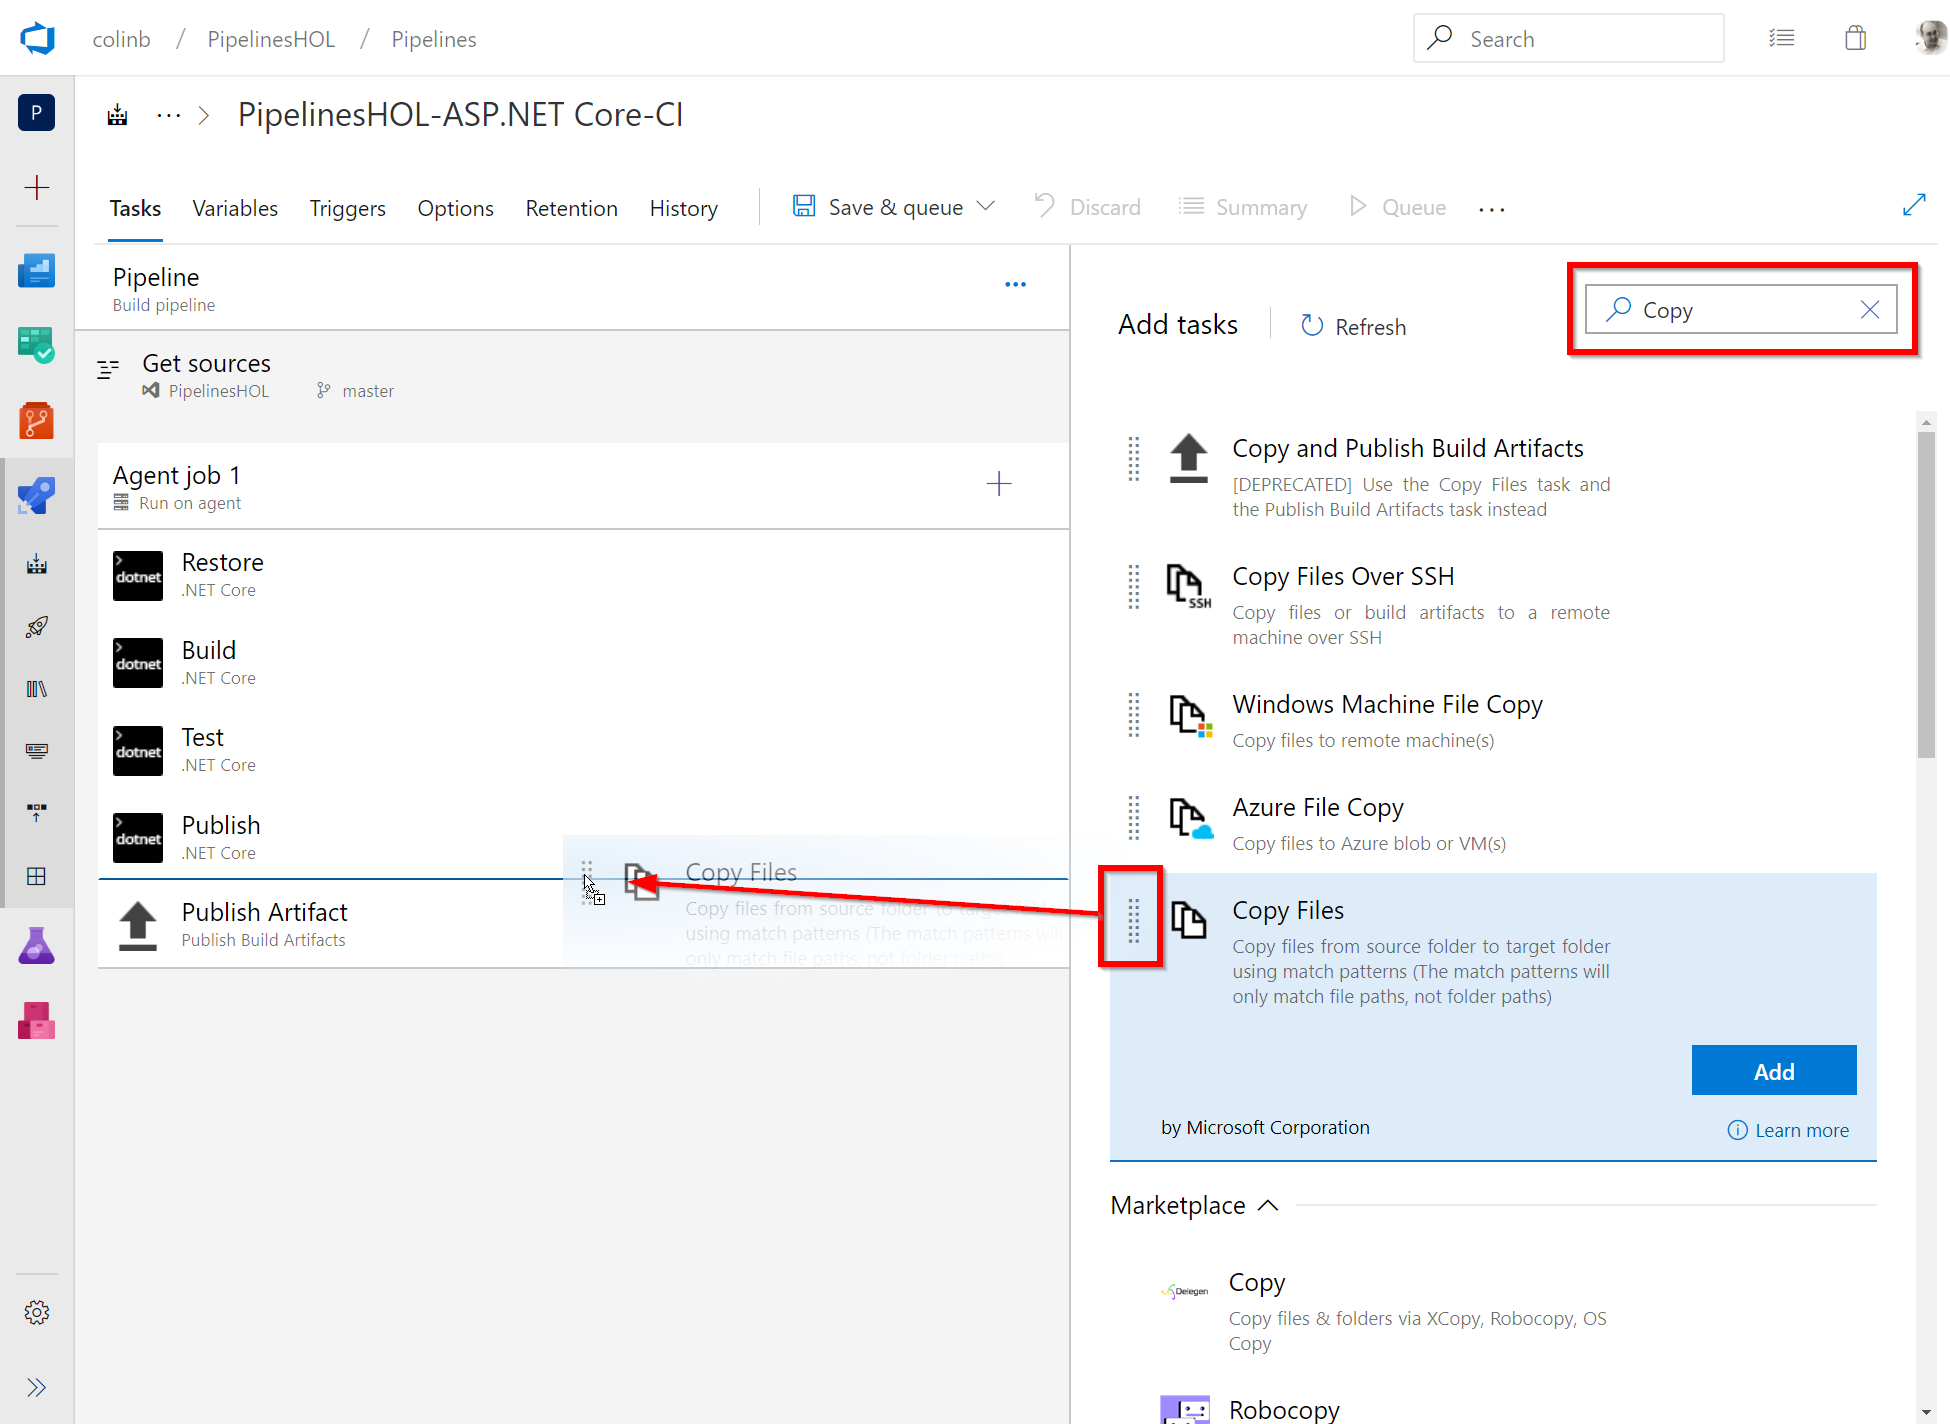 colinb / PipelinesHOL / Pipelines
Search
P
... > PipelinesHOL-ASP.NET Core-CI
Tasks Variables Triggers Options Retention History Save & queue Discard Summary Queue ...
Pipeline
Build pipeline
...
Get sources
PipelinesHOL master
Agent job 1
Run on agent
> dotnet
Restore
.NET Core
> dotnet
Build
.NET Core
> dotnet
Test
.NET Core
> dotnet
Publish
.NET Core
Publish Artifact
Publish Build Artifacts
Copy Files
Copy files from source folder to target folder
using match patterns (The match patterns will
only match file paths, not folder paths)
Add tasks
Refresh
Copy
Copy and Publish Build Artifacts
[DEPRECATED] Use the Copy Files task and
the Publish Build Artifacts task instead
SSH
Copy Files Over SSH
Copy files or build artifacts to a remote
machine over SSH
Windows Machine File Copy
Copy files to remote machine(s)
Azure File Copy
Copy files to Azure blob or VM(s)
Copy Files
Copy files from source folder to target folder
using match patterns (The match patterns will
only match file paths, not folder paths)
Add
by Microsoft Corporation
Learn more
Marketplace
Delegen
Copy
Copy files & folders via XCopy, Robocopy, OS
Copy
Robocopy